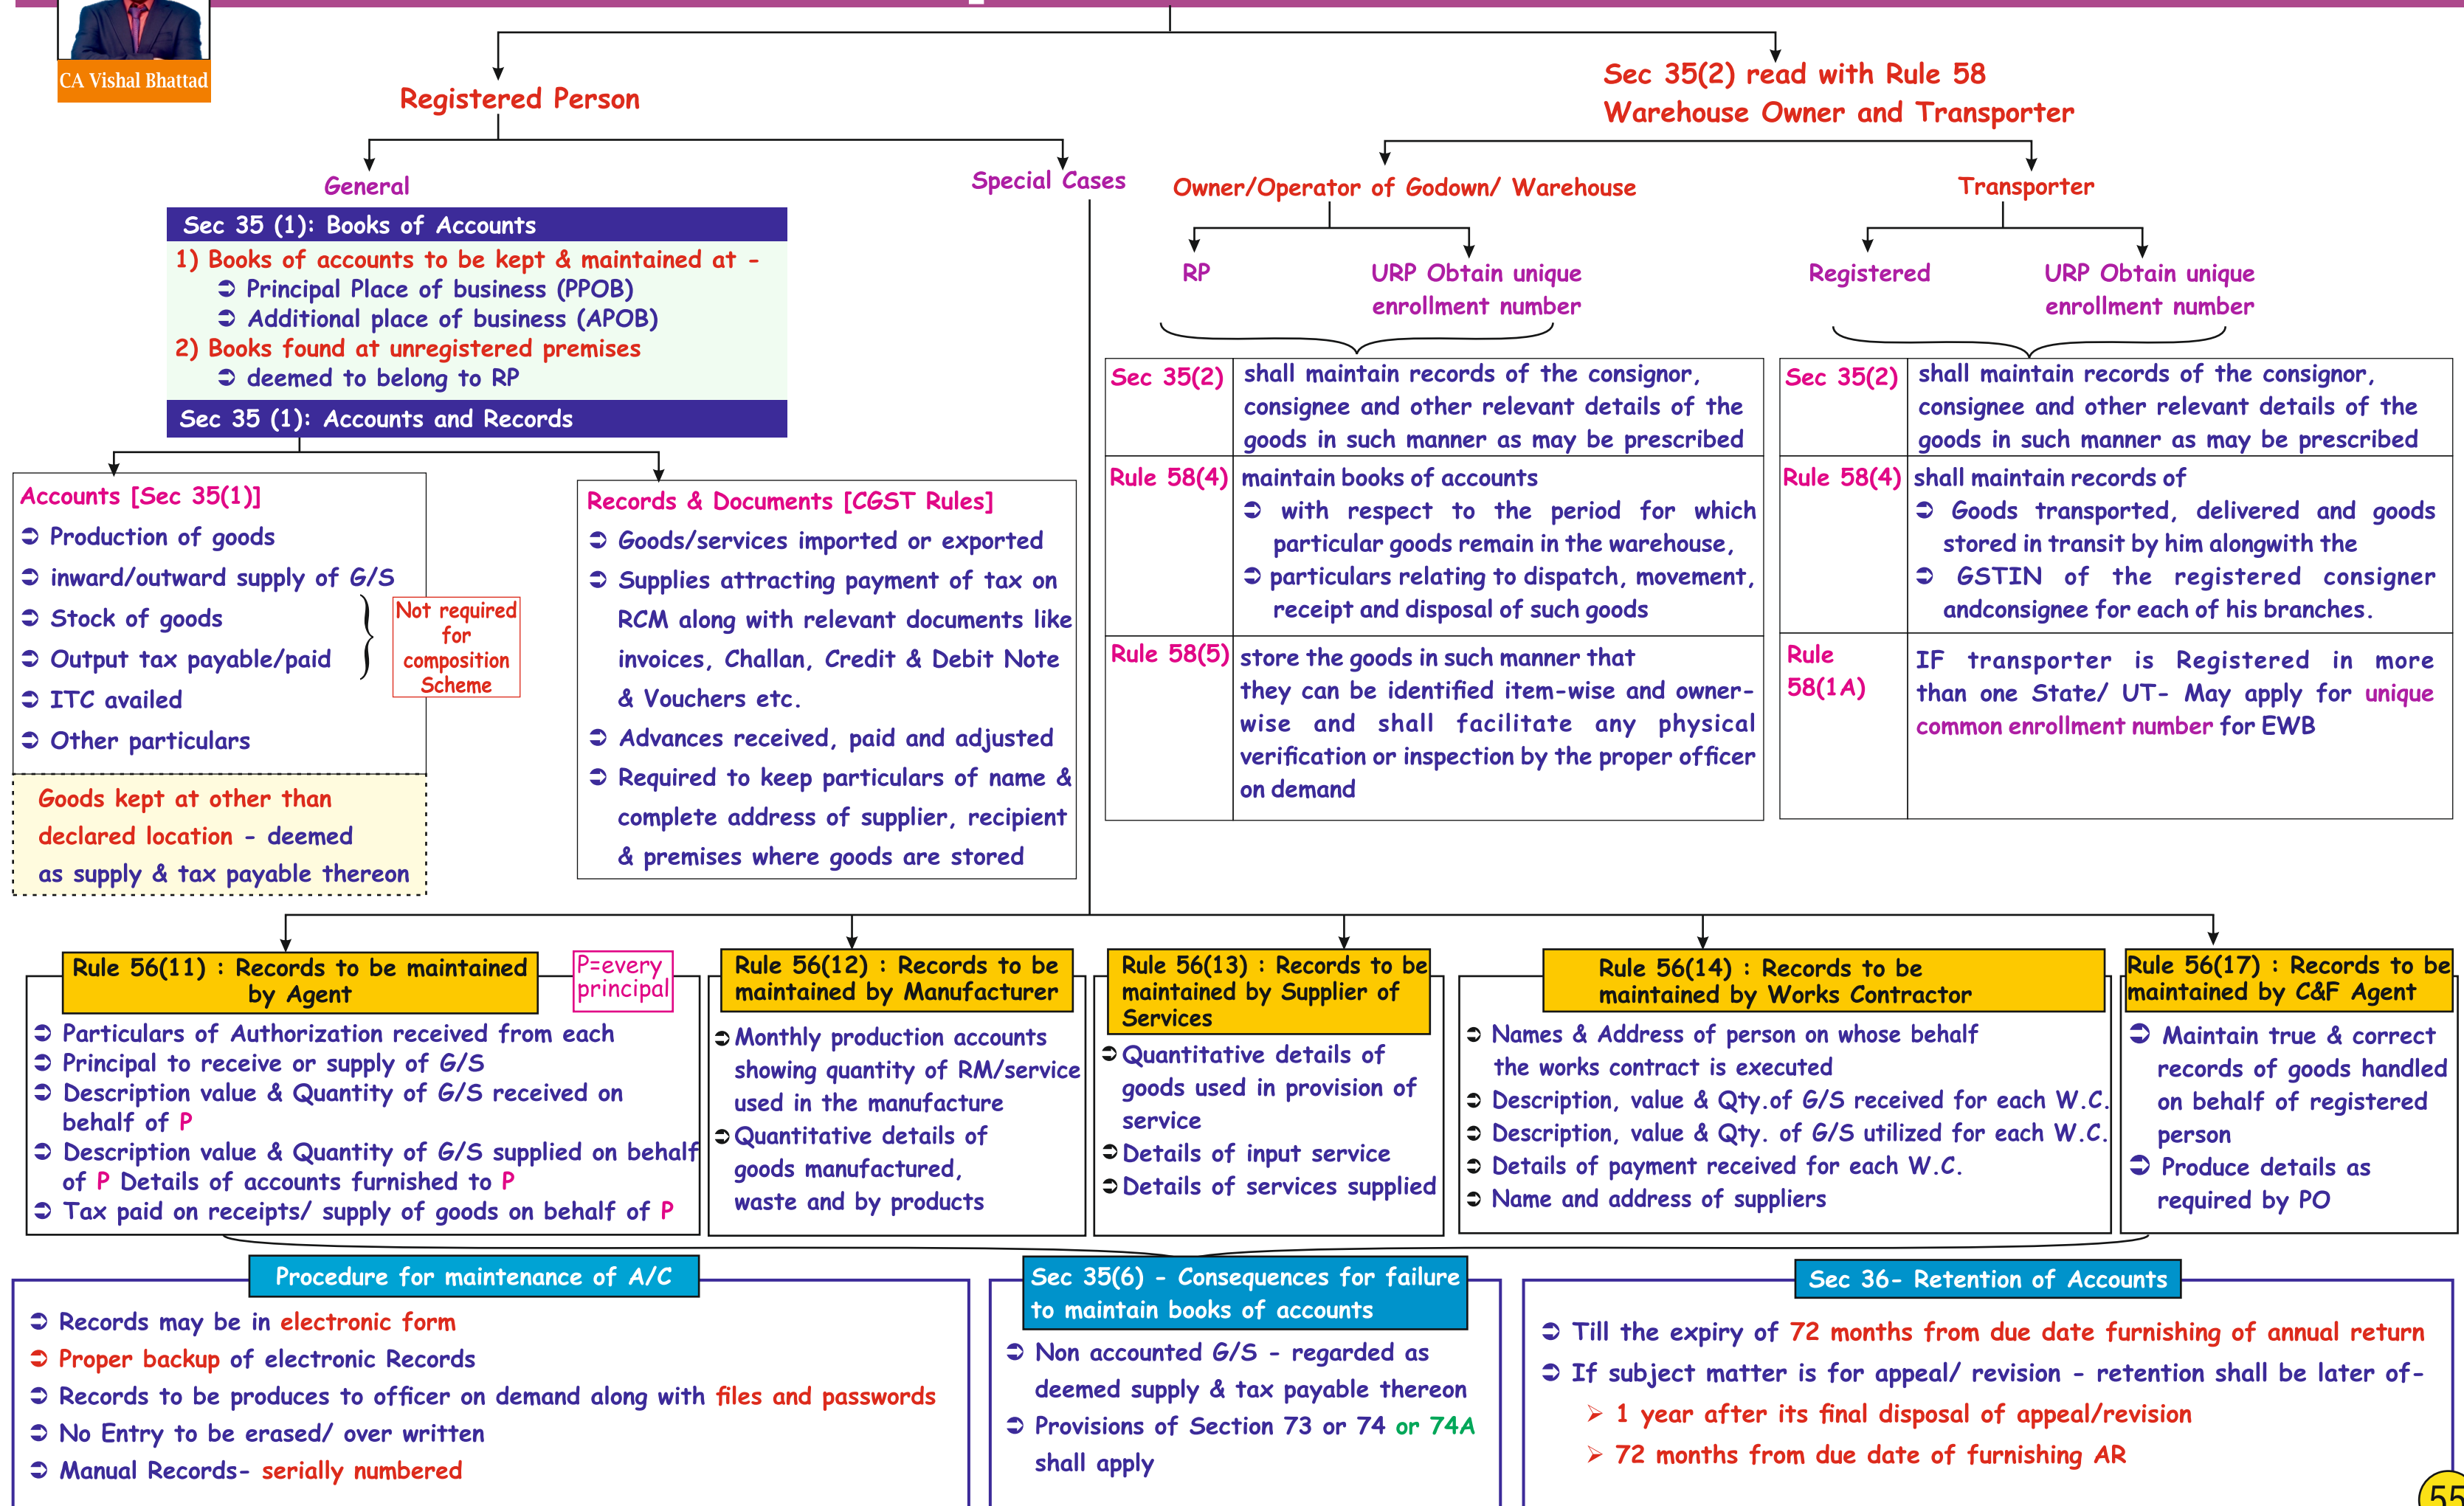 CA Vishal Bhattad
Registered Person
Sec 35(2) read with Rule 58
Warehouse Owner and Transporter
General
Special Cases
Owner/Operator of Godown/ Warehouse
Transporter
Sec 35 (1): Books of Accounts
1) Books of accounts to be kept & maintained at -
➲ Principal Place of business (PPOB)
➲ Additional place of business (APOB)
2) Books found at unregistered premises
➲ deemed to belong to RP
Sec 35 (1): Accounts and Records
Accounts [Sec 35(1)]
➲ Production of goods
➲ inward/outward supply of G/S
➲ Stock of goods
➲ Output tax payable/paid
➲ ITC availed
➲ Other particulars
Not required
for
composition
Scheme
Goods kept at other than
declared location - deemed
as supply & tax payable thereon
Records & Documents [CGST Rules]
➲ Goods/services imported or exported
➲ Supplies attracting payment of tax on
RCM along with relevant documents like
invoices, Challan, Credit & Debit Note
& Vouchers etc.
➲ Advances received, paid and adjusted
➲ Required to keep particulars of name &
complete address of supplier, recipient
& premises where goods are stored
RP
URP Obtain unique
enrollment number
Sec 35(2)
shall maintain records of the consignor,
consignee and other relevant details of the
goods in such manner as may be prescribed
Rule 58(4)
maintain books of accounts
➲ with respect to the period for which
particular goods remain in the warehouse,
➲ particulars relating to dispatch, movement,
receipt and disposal of such goods
Rule 58(5)
store the goods in such manner that
they can be identified item-wise and owner-
wise and shall facilitate any physical
verification or inspection by the proper officer
on demand
Registered
URP Obtain unique
enrollment number
Sec 35(2)
shall maintain records of the consignor,
consignee and other relevant details of the
goods in such manner as may be prescribed
Rule 58(4)
shall maintain records of
➲ Goods transported, delivered and goods
stored in transit by him alongwith the
➲ GSTIN of the registered consigner
andconsignee for each of his branches.
Rule
58(1A)
IF transporter is Registered in more
than one State/ UT- May apply for unique
common enrollment number for EWB
Rule 56(11) : Records to be maintained
by Agent
P=every
principal
➲ Particulars of Authorization received from each
➲ Principal to receive or supply of G/S
➲ Description value & Quantity of G/S received on
behalf of P
➲ Description value & Quantity of G/S supplied on behalf
of P Details of accounts furnished to P
➲ Tax paid on receipts/ supply of goods on behalf of P
Rule 56(12) : Records to be
maintained by Manufacturer
➲ Monthly production accounts
showing quantity of RM/service
used in the manufacture
➲ Quantitative details of
goods manufactured,
waste and by products
Rule 56(13) : Records to be
maintained by Supplier of
Services
➲ Quantitative details of
goods used in provision of
service
➲ Details of input service
➲ Details of services supplied
Rule 56(14) : Records to be
maintained by Works Contractor
➲ Names & Address of person on whose behalf
the works contract is executed
➲ Description, value & Qty.of G/S received for each W.C.
➲ Description, value & Qty. of G/S utilized for each W.C.
➲ Details of payment received for each W.C.
➲ Name and address of suppliers
Rule 56(17) : Records to be
maintained by C&F Agent
➲ Maintain true & correct
records of goods handled
on behalf of registered
person
➲ Produce details as
required by PO
Procedure for maintenance of A/C
➲ Records may be in electronic form
➲ Proper backup of electronic Records
➲ Records to be produces to officer on demand along with files and passwords
➲ No Entry to be erased/ over written
➲ Manual Records- serially numbered
Sec 35(6) - Consequences for failure
to maintain books of accounts
➲ Non accounted G/S - regarded as
deemed supply & tax payable thereon
➲ Provisions of Section 73 or 74 or 74A
shall apply
Sec 36- Retention of Accounts
➲ Till the expiry of 72 months from due date furnishing of annual return
➲ If subject matter is for appeal/ revision - retention shall be later of-
➢ 1 year after its final disposal of appeal/revision
➢ 72 months from due date of furnishing AR
55